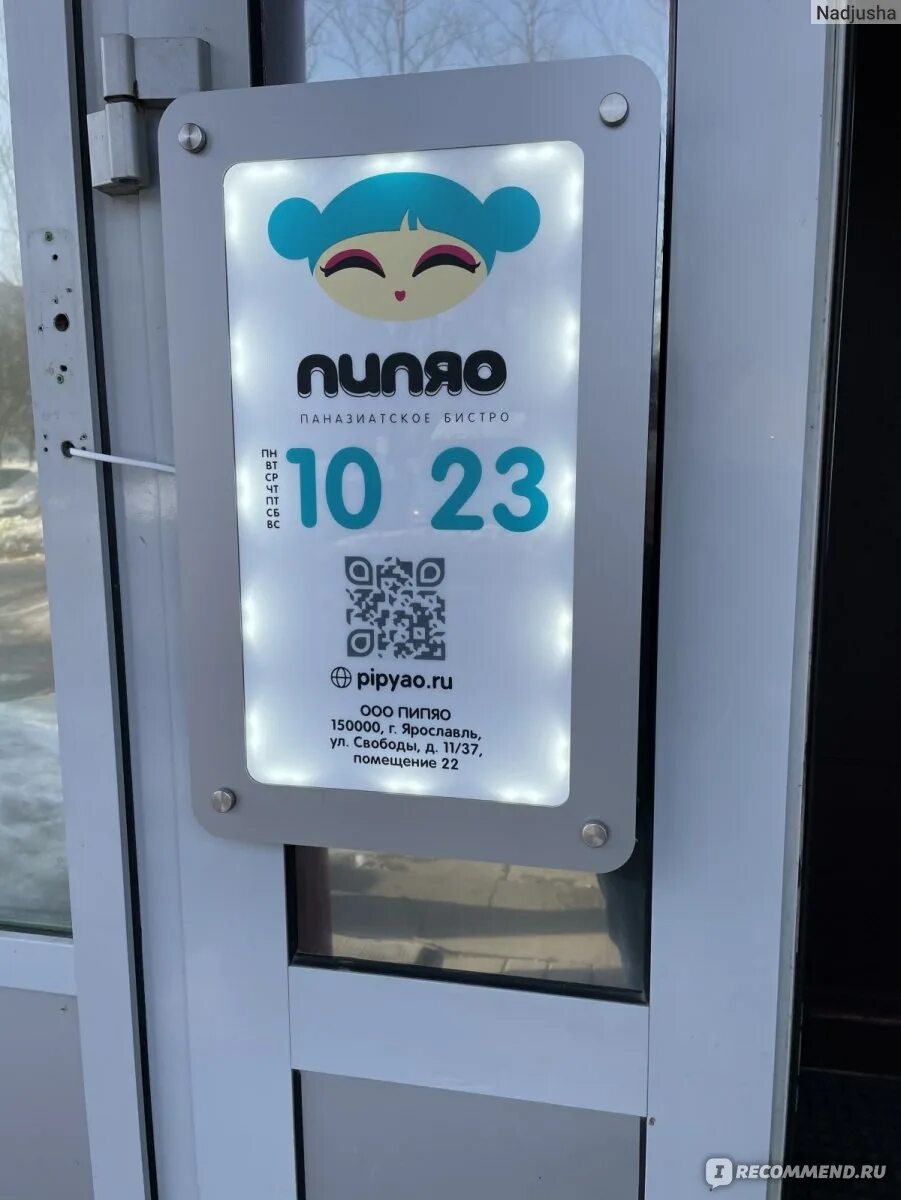 Nadjusha
ПИПЯО
ПАНАЗИАТСКОЕ БИСТРО
ПН
ВТ
СР
ЧТ
ПТ
СБ
ВС
10 23
pipyao.ru
ООО ПИПЯО
150000, г. Ярославль,
ул. Свободы, д. 11/37,
помещение 22
IRECOMMEND.RU